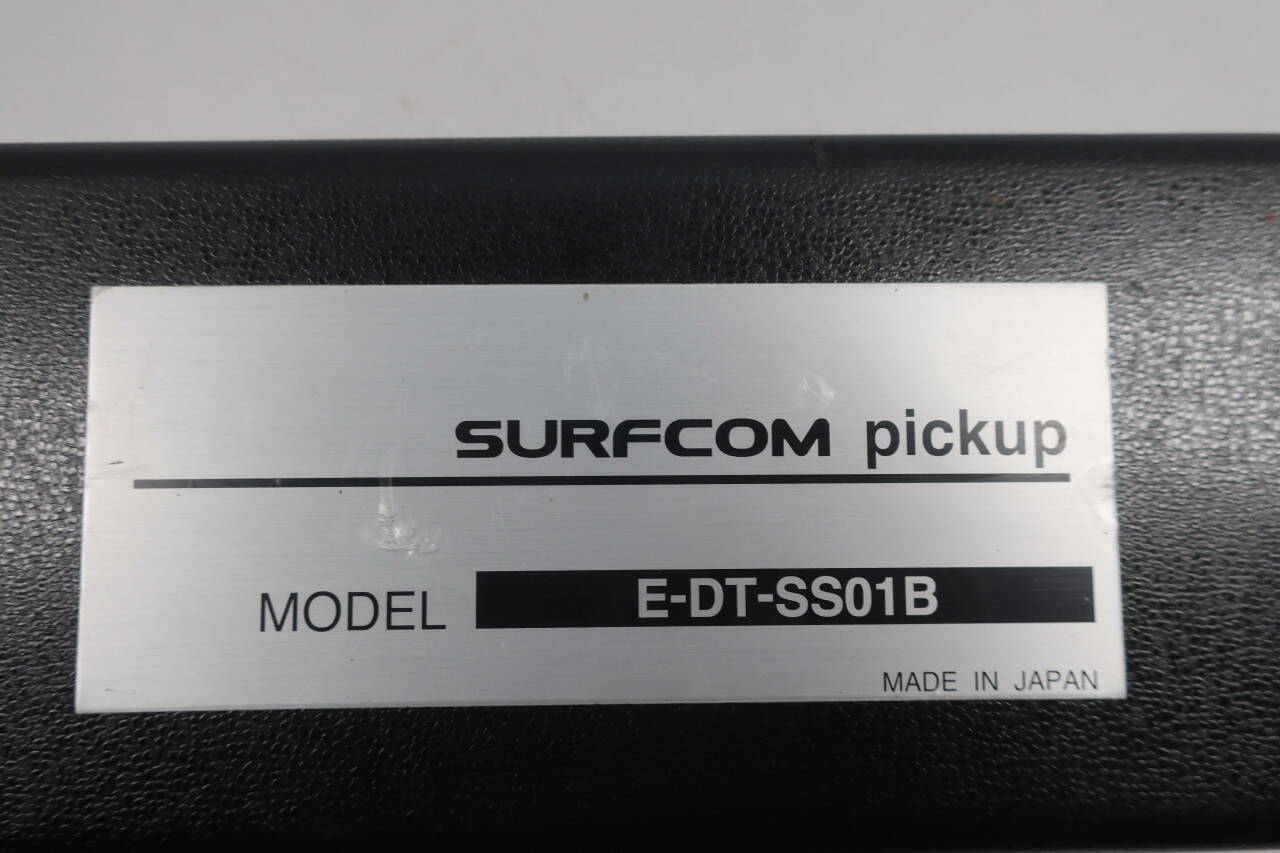 SURFCOM pickup
MODEL E-DT-SS01B
MADE IN JAPAN